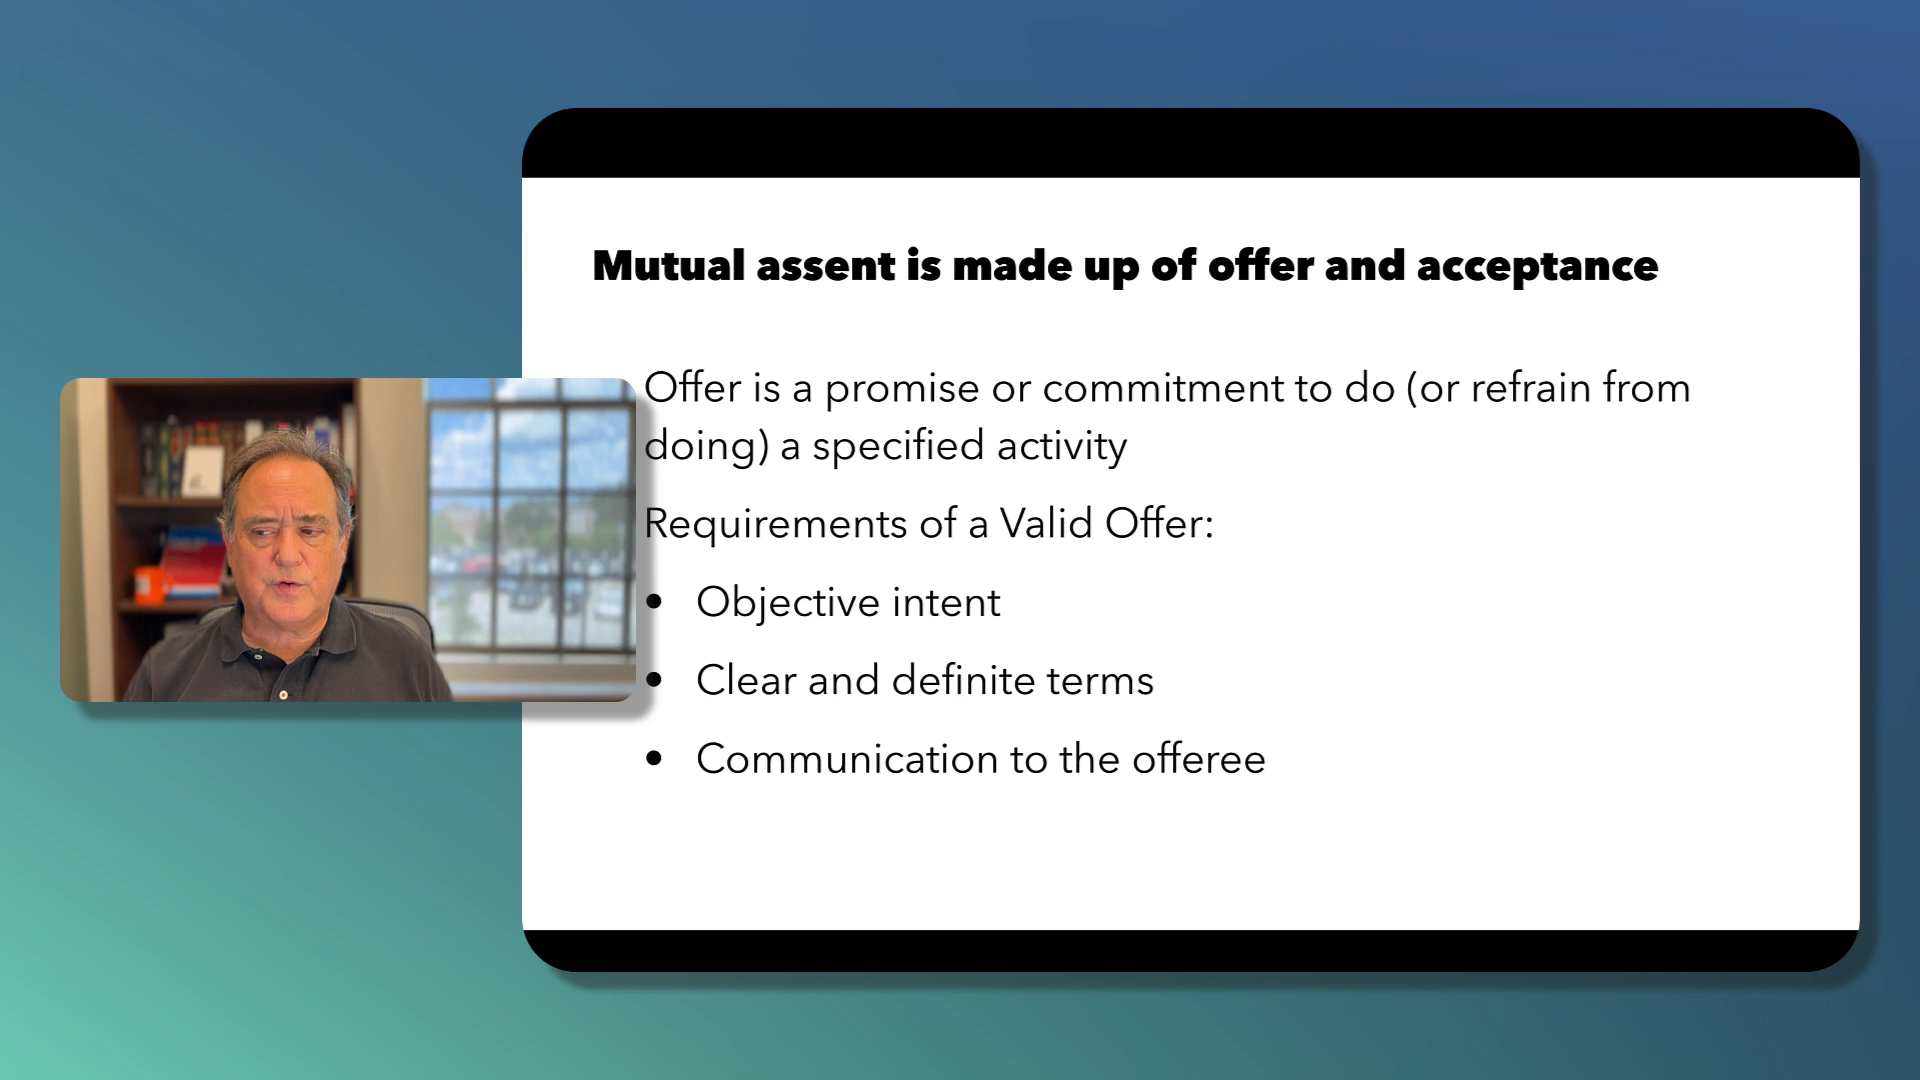 Mutual assent is made up of offer and acceptance
Offer is a promise or commitment to do (or refrain from
doing) a specified activity
Requirements of a Valid Offer:
• Objective intent
• Clear and definite terms
• Communication to the offeree